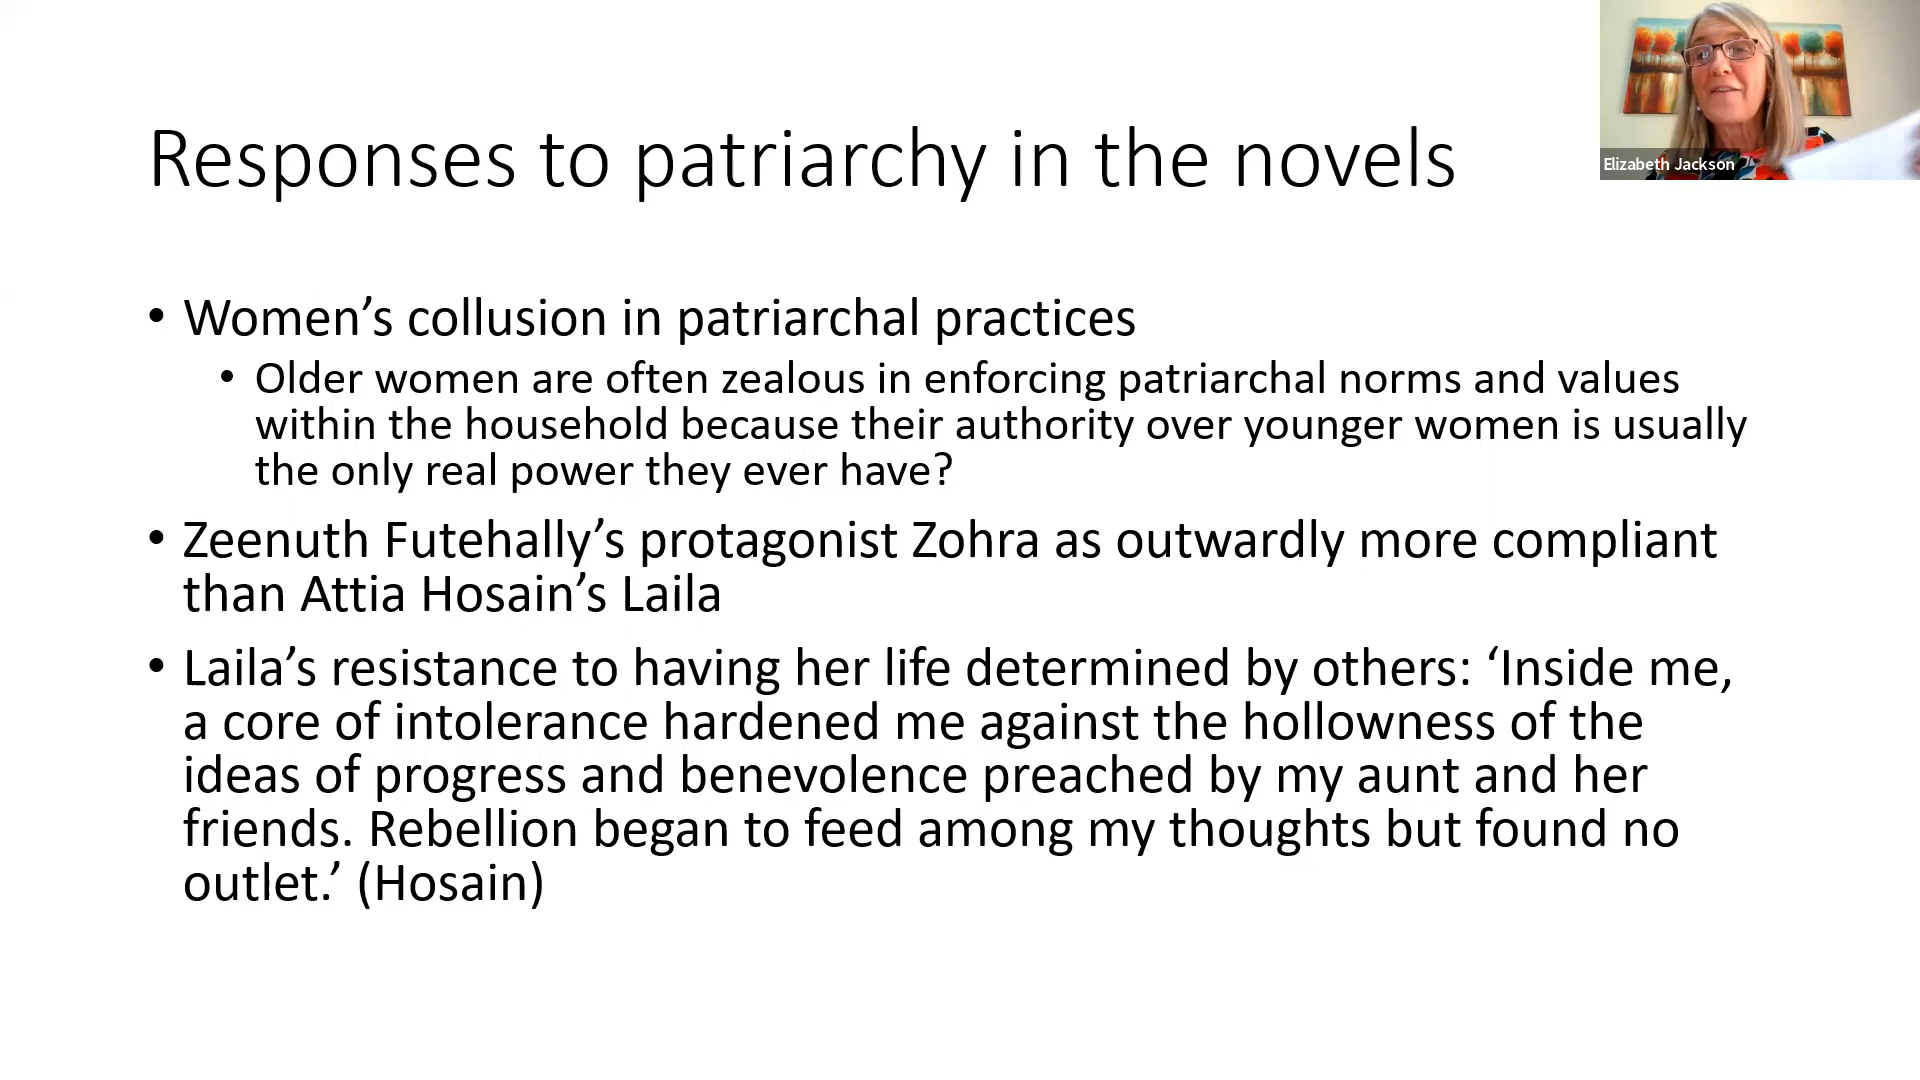 Responses to patriarchy in the novels
Elizabeth Jackson
• Women’s collusion in patriarchal practices
• Older women are often zealous in enforcing patriarchal norms and values
within the household because their authority over younger women is usually
the only real power they ever have?
• Zeenuth Futehally’s protagonist Zohra as outwardly more compliant
than Attia Hosain’s Laila
• Laila’s resistance to having her life determined by others: ‘Inside me,
a core of intolerance hardened me against the hollowness of the
ideas of progress and benevolence preached by my aunt and her
friends. Rebellion began to feed among my thoughts but found no
outlet.’ (Hosain)